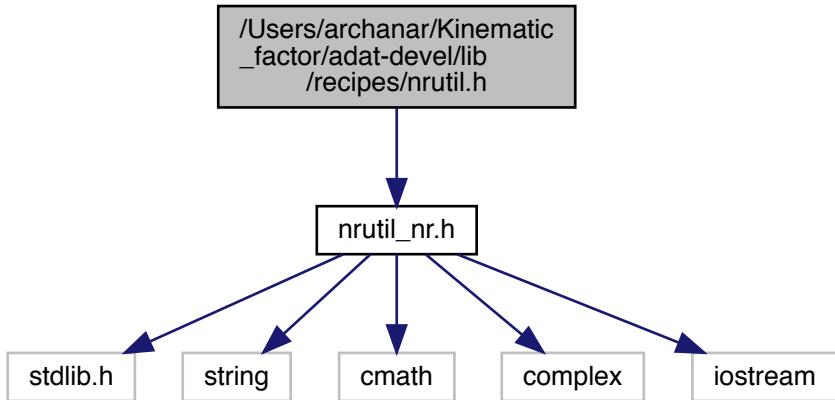 /Users/archanar/Kinematic
_factor/adat-devel/lib
/recipes/nrutil.h
nrutil_nr.h
stdlib.h
string
cmath
complex
iostream